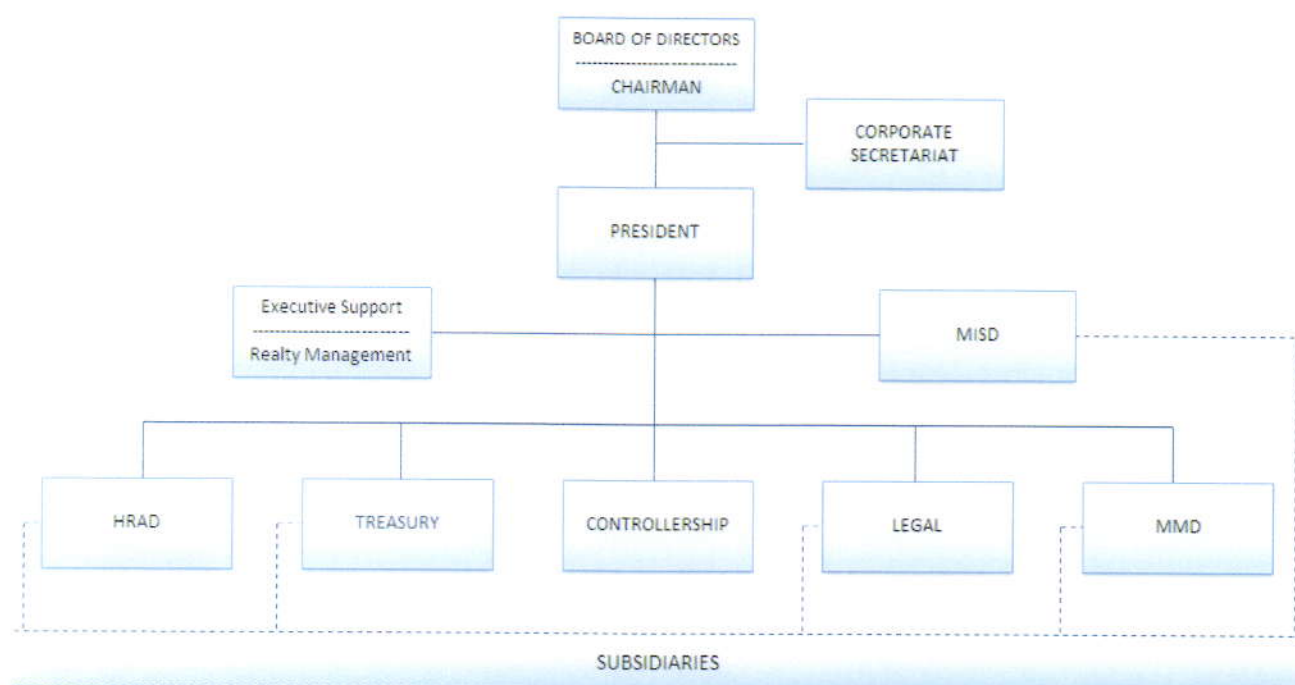 BOARD OF DIRECTORS
CHAIRMAN
CORPORATE
SECRETARIAT
PRESIDENT
Executive Support
Realty Management
MISD
HRAD
TREASURY
CONTROLLERSHIP
LEGAL
MMD
SUBSIDIARIES